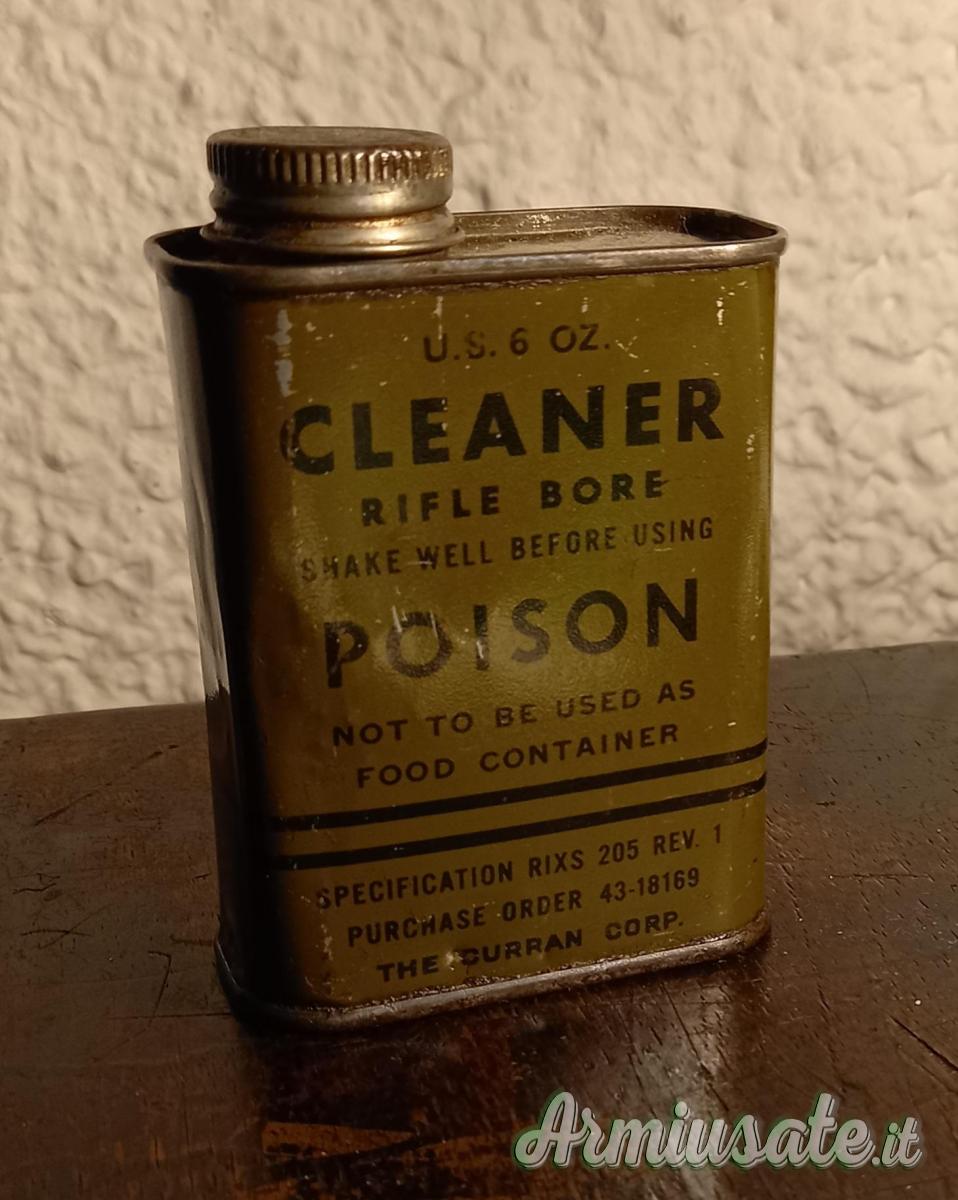 U.S. 6 OZ.
CLEANER
RIFLE BORE
SHAKE WELL BEFORE USING
POISON
NOT TO BE USED AS
FOOD CONTAINER
SPECIFICATION RIXS 205 REV. 1
PURCHASE ORDER 43-18169
THE CURRAN CORP.
Armiusate.it